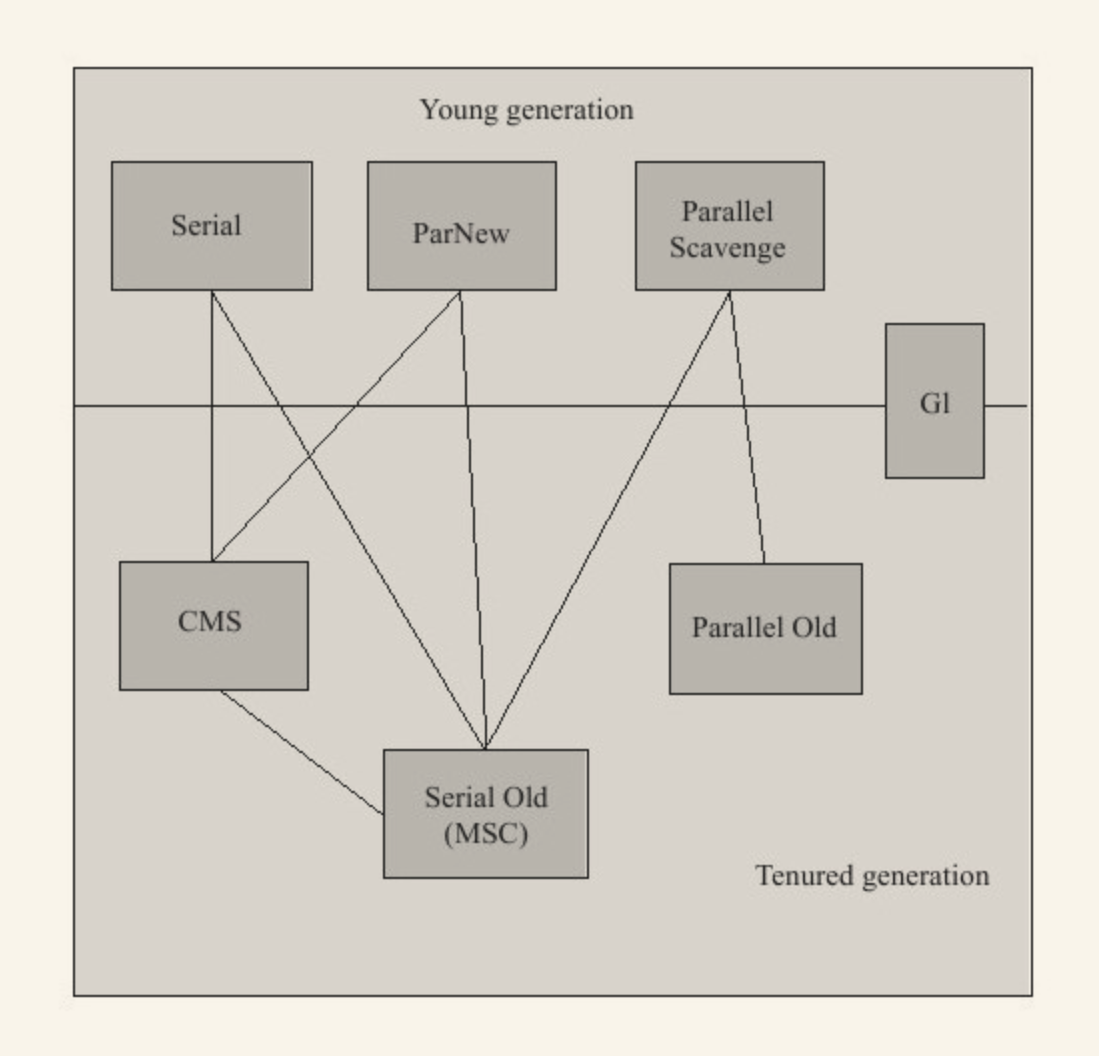 Young generation
Serial
ParNew
Parallel
Scavenge
Gl
CMS
Parallel Old
Serial Old
(MSC)
Tenured generation